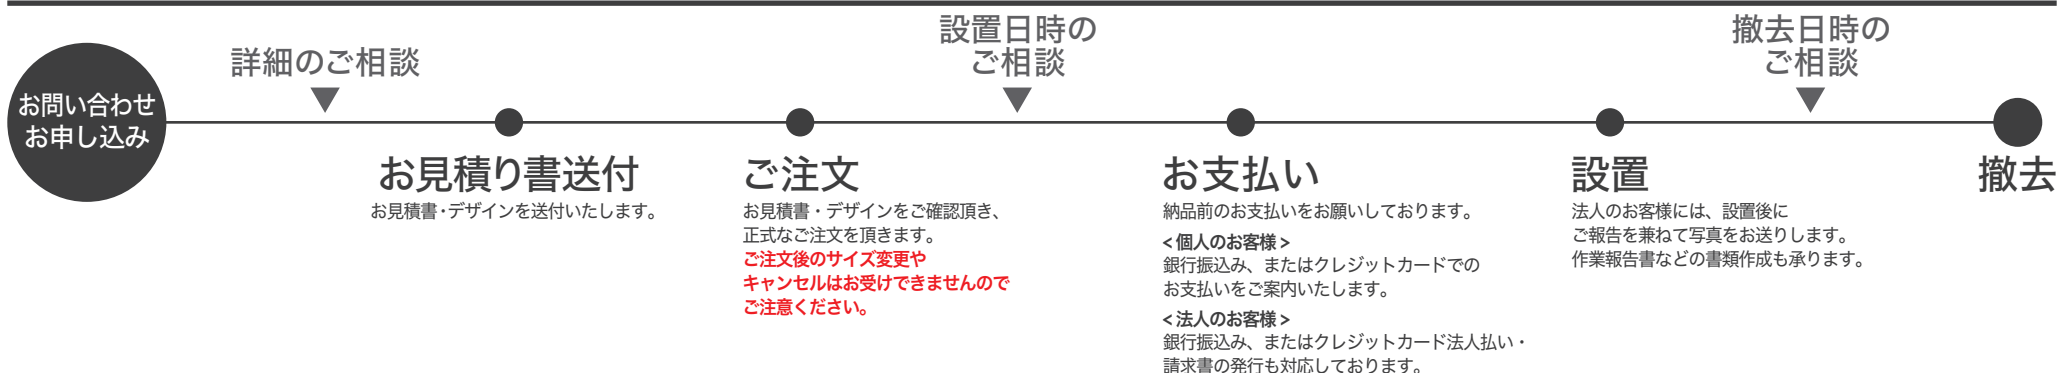 お問い合わせ
お申し込み
詳細のご相談
お見積り書送付
お見積書・デザインを送付いたします。
ご注文
お見積書・デザインをご確認頂き、
正式なご注文を頂きます。
ご注文後のサイズ変更や
キャンセルはお受けできませんので
ご注意ください。
設置日時の
ご相談
お支払い
納品前のお支払いをお願いしております。
<個人のお客様>
銀行振込み、またはクレジットカードでの
お支払いをご案内いたします。
<法人のお客様>
銀行振込み、またはクレジットカード法人払い・
請求書の発行も対応しております。
設置
法人のお客様には、設置後に
ご報告を兼ねて写真をお送りします。
作業報告書などの書類作成も承ります。
撤去日時の
ご相談
撤去